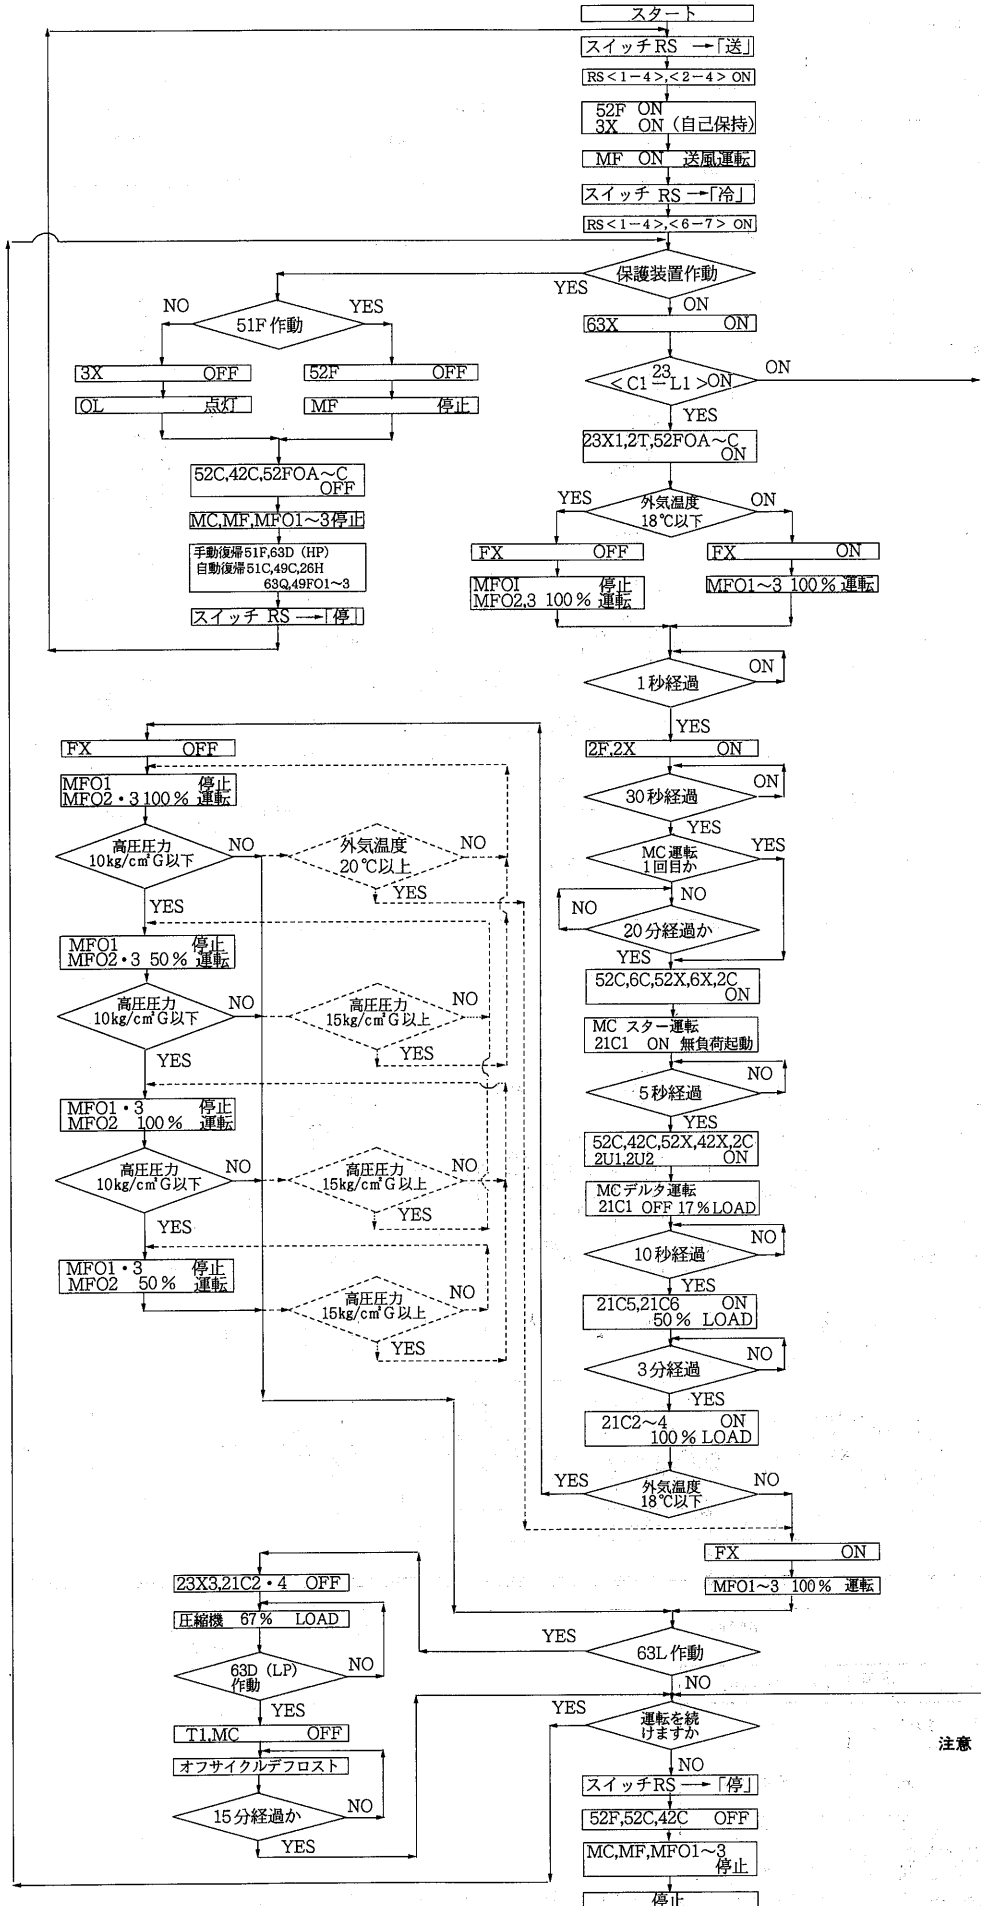 スタート
スイッチ RS →「送」
RS<1-4>,<2-4> ON
52F ON
3X ON (自己保持)
MF ON 送風運転
スイッチ RS →「冷」
RS<1-4>,<6-7> ON
保護装置作動
YES
ON
63X ON
23
<C1-L1>ON
ON
YES
23X1,2T,52FOA~C
ON
外気温度
18℃以下
YES
ON
FX OFF
FX ON
MFO1 停止
MFO2,3 100% 運転
MFO1~3 100% 運転
1秒経過
ON
YES
2F,2X ON
30秒経過
ON
YES
MC運転
1回目か
YES
NO
20分経過か
NO
YES
52C,6C,52X,6X,2C
ON
MC スター運転
21C1 ON 無負荷起動
5秒経過
NO
YES
52C,42C,52X,42X,2C
2U1,2U2 ON
MCデルタ運転
21C1 OFF 17% LOAD
10秒経過
NO
YES
21C5,21C6 ON
50% LOAD
3分経過
NO
YES
21C2~4 ON
100% LOAD
外気温度
18℃以下
YES
NO
FX ON
MFO1~3 100% 運転
63L作動
YES
NO
運転を続
けますか
YES
NO
スイッチRS →「停」
52F,52C,42C OFF
MC,MF,MFO1~3
停止
停止
51F作動
NO
YES
3X OFF
52F OFF
OL 点灯
MF 停止
52C,42C,52FOA~C
OFF
MC,MF,MFO1~3停止
手動復帰51F,63D (HP)
自動復帰51C,49C,26H
63Q,49FO1~3
スイッチ RS →「停」
FX OFF
MFO1 停止
MFO2・3 100% 運転
高圧圧力
10kg/cm²G以下
NO
YES
外気温度
20℃以上
NO
YES
MFO1 停止
MFO2・3 50% 運転
高圧圧力
10kg/cm²G以下
NO
YES
高圧圧力
15kg/cm²G以上
NO
YES
MFO1・3 停止
MFO2 100% 運転
高圧圧力
10kg/cm²G以下
NO
YES
高圧圧力
15kg/cm²G以上
NO
YES
MFO1・3 停止
MFO2 50% 運転
高圧圧力
15kg/cm²G以上
NO
YES
23X3,21C2・4 OFF
圧縮機 67% LOAD
63D (LP)
作動
NO
YES
T1.MC OFF
オフサイクルデフロスト
15分経過か
NO
YES
注意